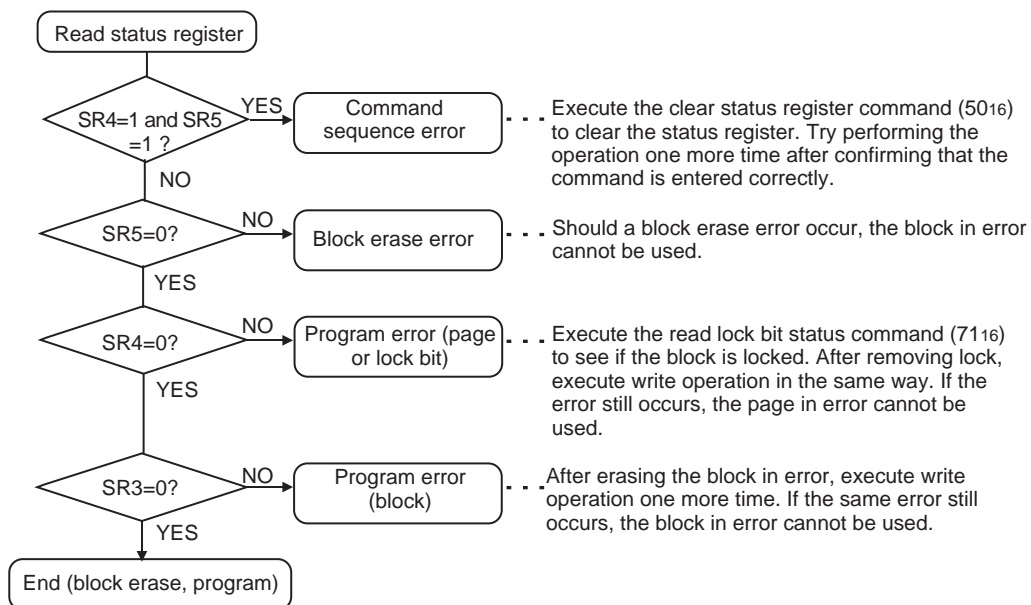 Read status register
SR4=1 and SR5
=1 ?
YES
Command
sequence error
Execute the clear status register command (5016)
to clear the status register. Try performing the
operation one more time after confirming that the
command is entered correctly.
NO
SR5=0?
NO
Block erase error
Should a block erase error occur, the block in error
cannot be used.
YES
SR4=0?
NO
Program error (page
or lock bit)
Execute the read lock bit status command (7116)
to see if the block is locked. After removing lock,
execute write operation in the same way. If the
error still occurs, the page in error cannot be
used.
YES
SR3=0?
NO
Program error
(block)
After erasing the block in error, execute write
operation one more time. If the same error still
occurs, the block in error cannot be used.
YES
End (block erase, program)